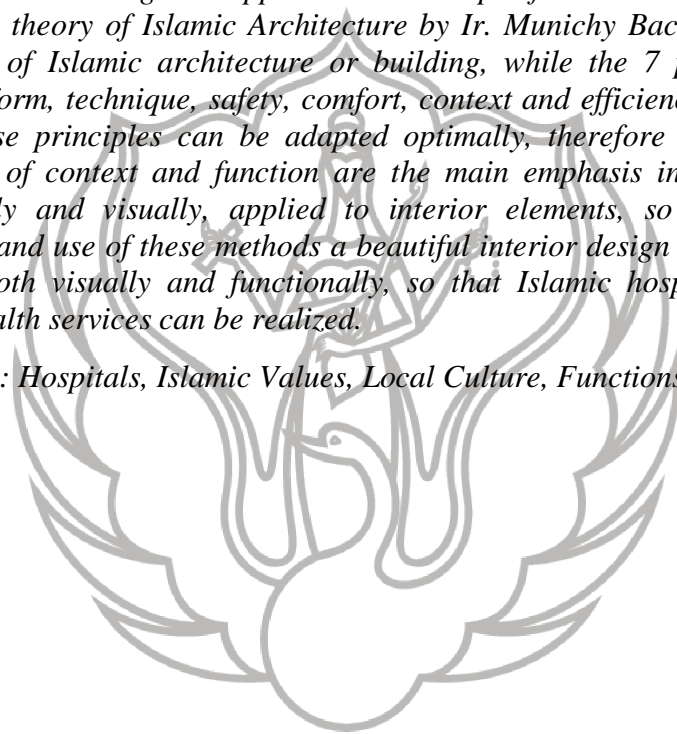 theory of Islamic Architecture by Ir. Munichy Bac
of Islamic architecture or building, while the 7 p
orm, technique, safety, comfort, context and efficienc
se principles can be adapted optimally, therefore
of context and function are the main emphasis in
ly and visually, applied to interior elements, so
and use of these methods a beautiful interior design
oth visually and functionally, so that Islamic hosp
alth services can be realized.
: Hospitals, Islamic Values, Local Culture, Functions